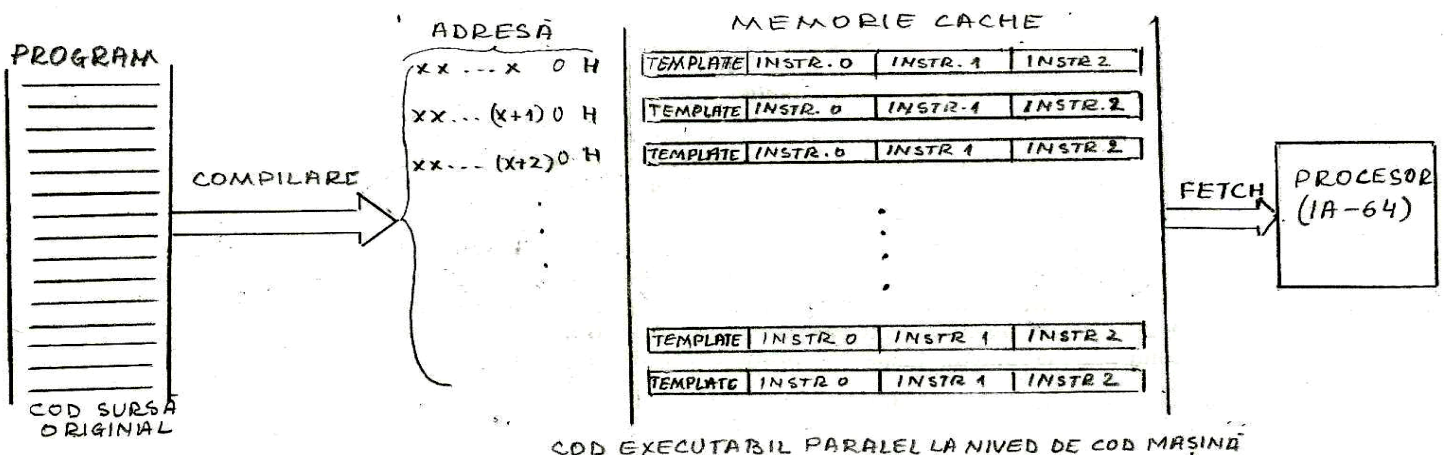 PROGRAM
COD SURSĂ
ORIGINAL
COMPILARE
ADRESĂ
xx ... x 0 H
xx ... (x+1) 0 H
xx ... (x+2) 0 H
MEMORIE CACHE
TEMPLATE INSTR. 0 INSTR. 1 INSTR 2
TEMPLATE INSTR. 0 INSTR. 1 INSTR. 2
TEMPLATE INSTR. 0 INSTR 1 INSTR 2
TEMPLATE INSTR 0 INSTR 1 INSTR 2
TEMPLATE INSTR 0 INSTR 1 INSTR 2
COD EXECUTABIL PARALEL LA NIVED DE COD MAȘINĂ
FETCH
PROCESOR
(IA-64)